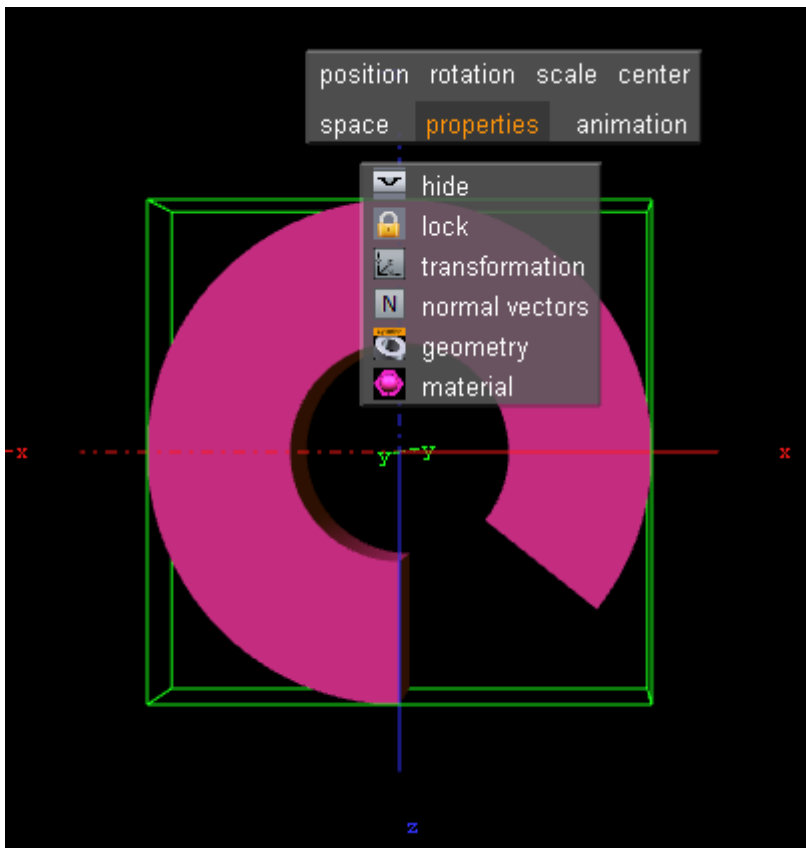 position rotation scale center
space properties animation
hide
lock
transformation
normal vectors
N
geometry
material
-x y -y x
z